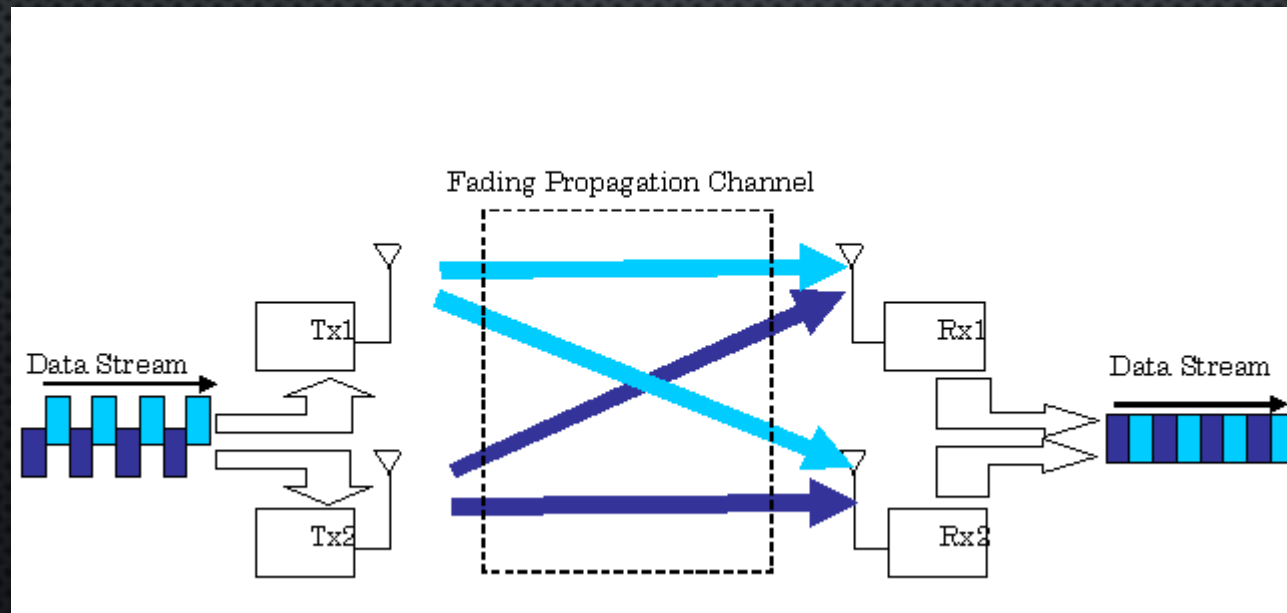 Fading Propagation Channel
Tx1
Rx1
Data Stream
Data Stream
Tx2
Rx2